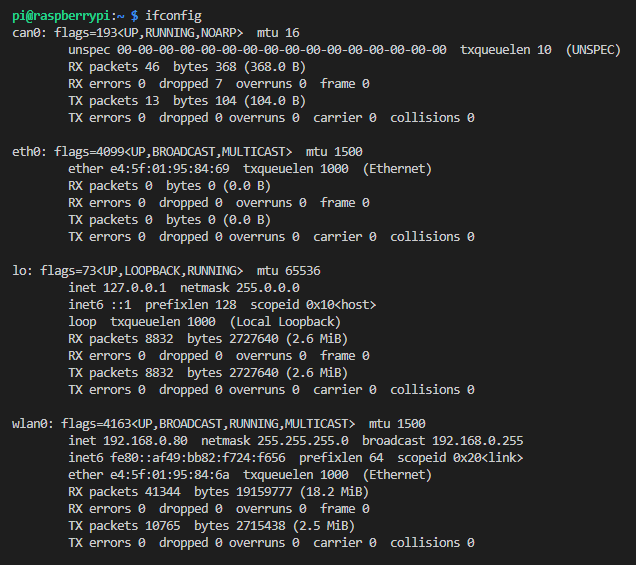 pi@raspberrypi:~ $ ifconfig
can0: flags=193<UP,RUNNING,NOARP>  mtu 16
        unspec 00-00-00-00-00-00-00-00-00-00-00-00-00-00-00-00  txqueuelen 10  (UNSPEC)
        RX packets 46  bytes 368 (368.0 B)
        RX errors 0  dropped 7  overruns 0  frame 0
        TX packets 13  bytes 104 (104.0 B)
        TX errors 0  dropped 0 overruns 0  carrier 0  collisions 0

eth0: flags=4099<UP,BROADCAST,MULTICAST>  mtu 1500
        ether e4:5f:01:95:84:69  txqueuelen 1000  (Ethernet)
        RX packets 0  bytes 0 (0.0 B)
        RX errors 0  dropped 0  overruns 0  frame 0
        TX packets 0  bytes 0 (0.0 B)
        TX errors 0  dropped 0 overruns 0  carrier 0  collisions 0

lo: flags=73<UP,LOOPBACK,RUNNING>  mtu 65536
        inet 127.0.0.1  netmask 255.0.0.0
        inet6 ::1  prefixlen 128  scopeid 0x10<host>
        loop  txqueuelen 1000  (Local Loopback)
        RX packets 8832  bytes 2727640 (2.6 MiB)
        RX errors 0  dropped 0  overruns 0  frame 0
        TX packets 8832  bytes 2727640 (2.6 MiB)
        TX errors 0  dropped 0 overruns 0  carrier 0  collisions 0

wlan0: flags=4163<UP,BROADCAST,RUNNING,MULTICAST>  mtu 1500
        inet 192.168.0.80  netmask 255.255.255.0  broadcast 192.168.0.255
        inet6 fe80::af49:bb82:f724:f656  prefixlen 64  scopeid 0x20<link>
        ether e4:5f:01:95:84:6a  txqueuelen 1000  (Ethernet)
        RX packets 41344  bytes 19159777 (18.2 MiB)
        RX errors 0  dropped 0  overruns 0  frame 0
        TX packets 10765  bytes 2715438 (2.5 MiB)
        TX errors 0  dropped 0 overruns 0  carrier 0  collisions 0